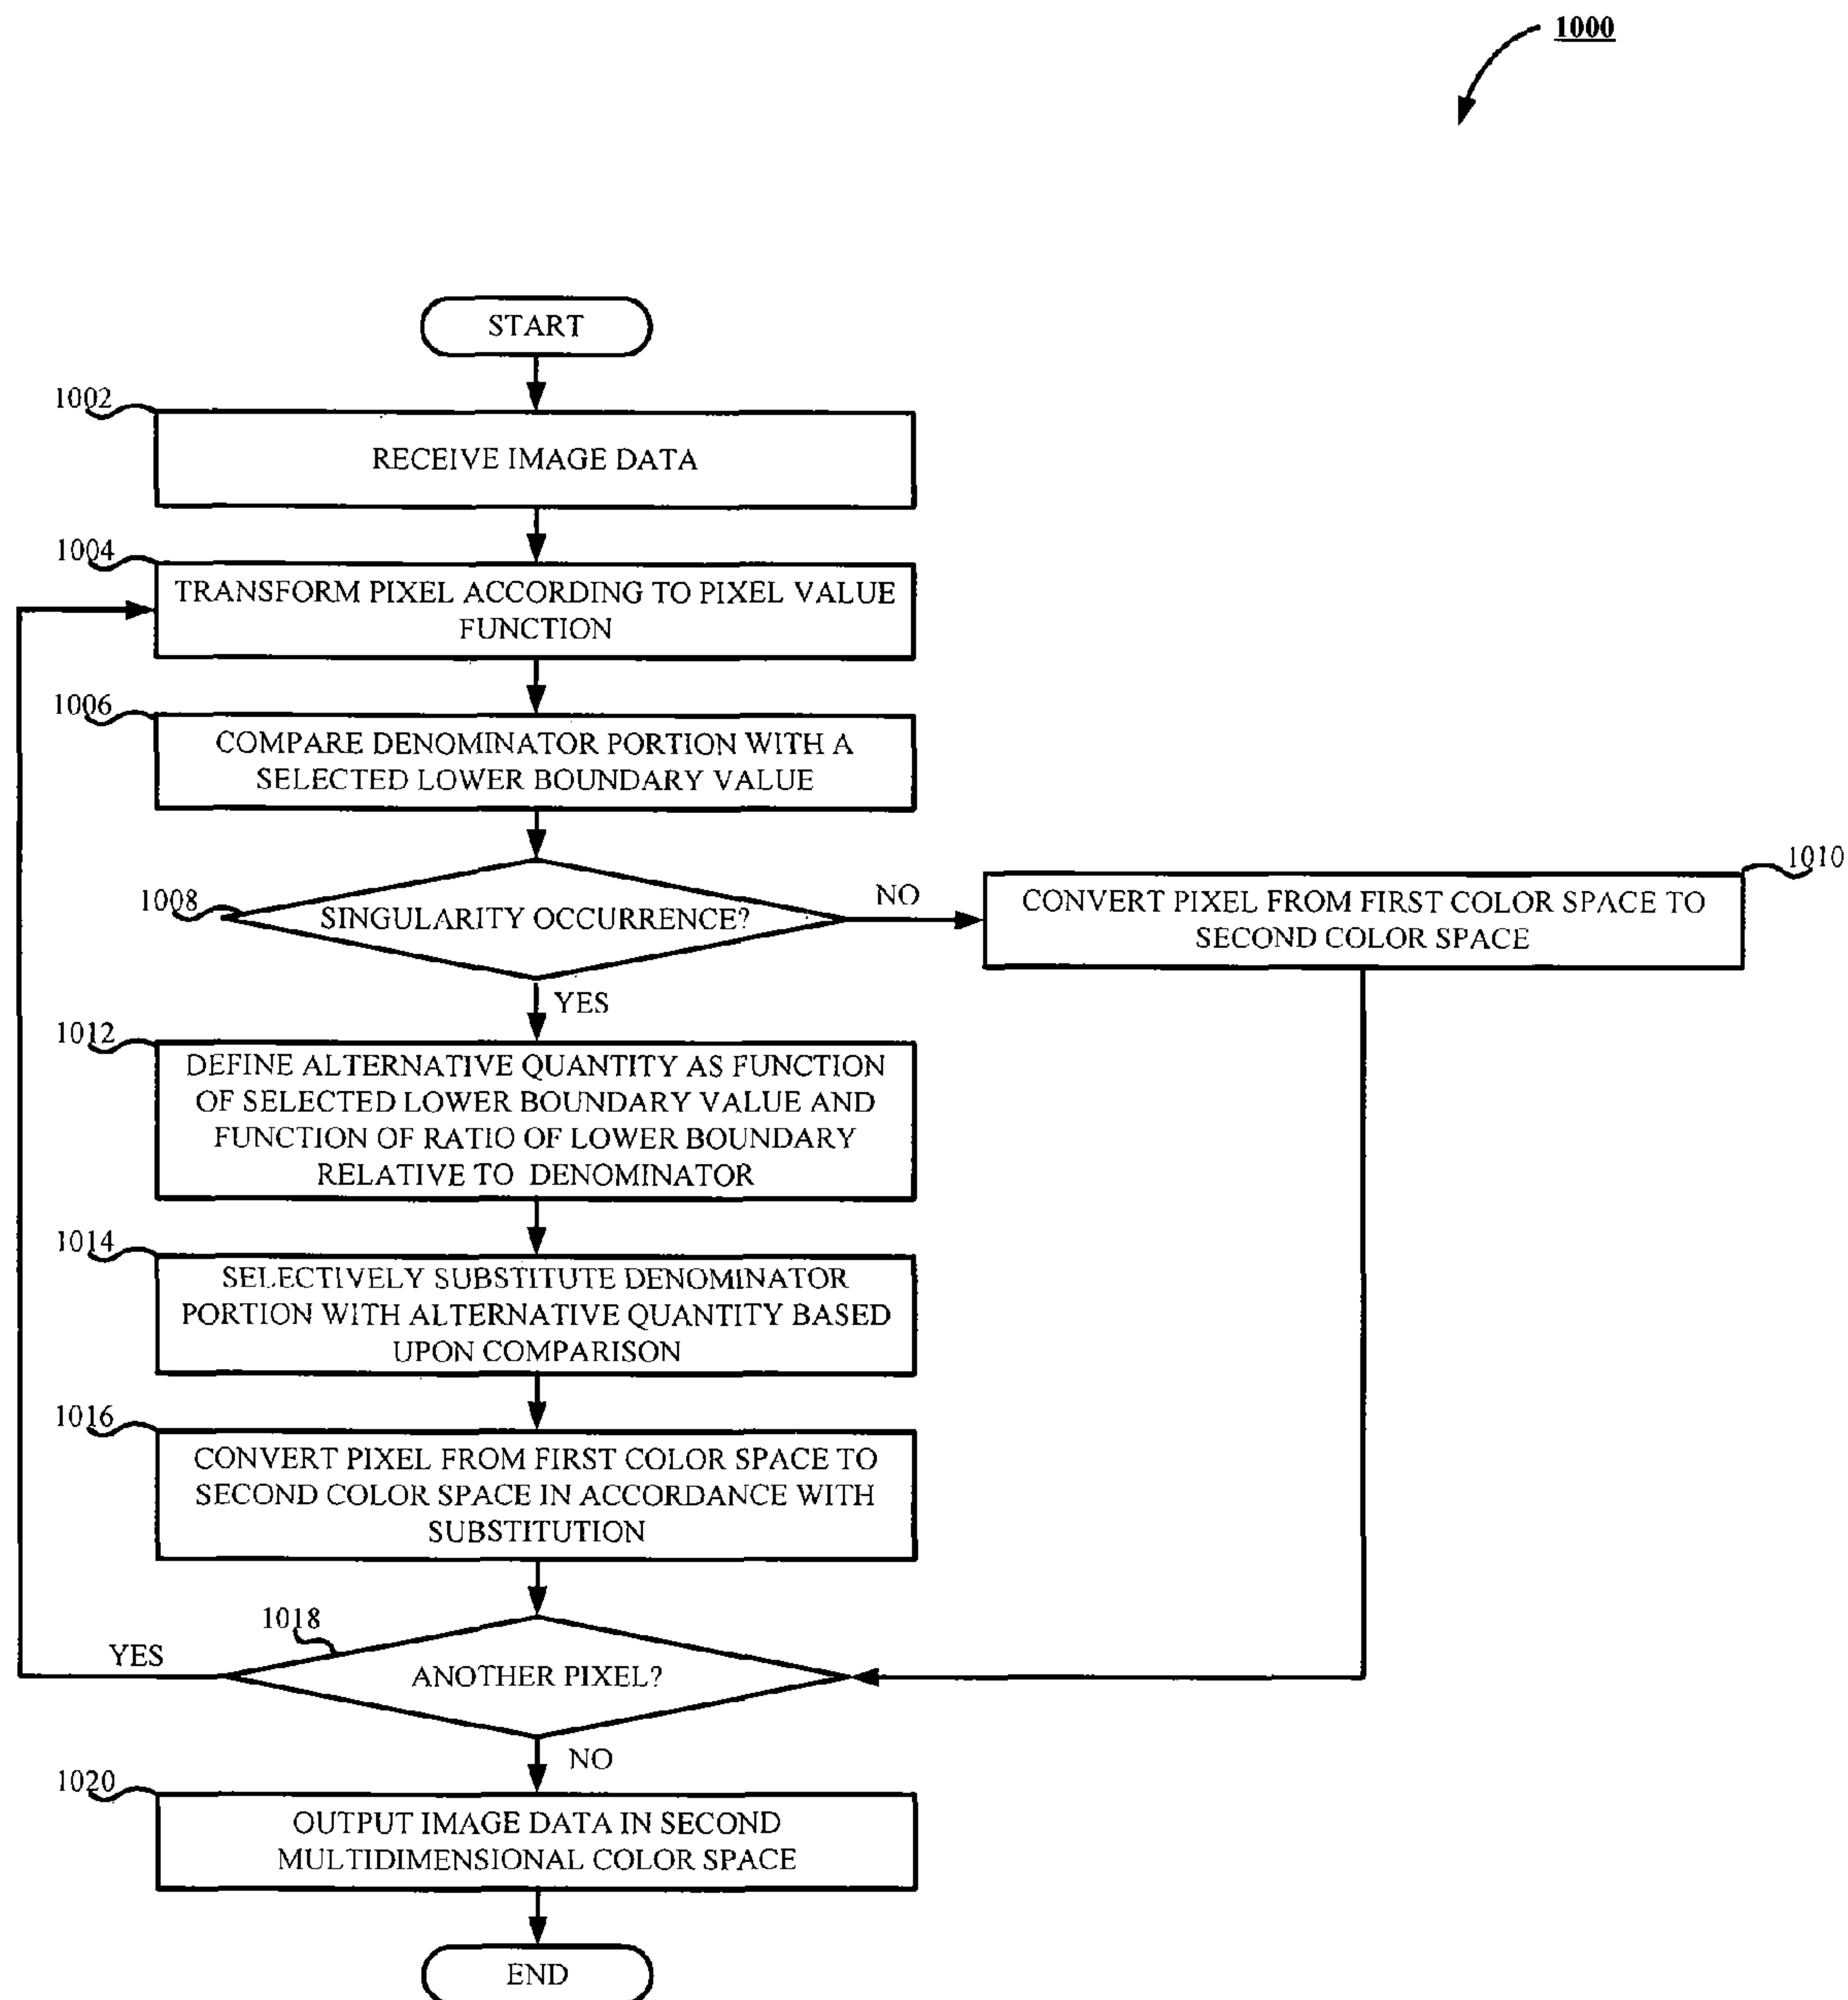 1000
START
1002
RECEIVE IMAGE DATA
1004
TRANSFORM PIXEL ACCORDING TO PIXEL VALUE
FUNCTION
1006
COMPARE DENOMINATOR PORTION WITH A
SELECTED LOWER BOUNDARY VALUE
1008
SINGULARITY OCCURRENCE?
NO
1010
CONVERT PIXEL FROM FIRST COLOR SPACE TO
SECOND COLOR SPACE
YES
1012
DEFINE ALTERNATIVE QUANTITY AS FUNCTION
OF SELECTED LOWER BOUNDARY VALUE AND
FUNCTION OF RATIO OF LOWER BOUNDARY
RELATIVE TO DENOMINATOR
1014
SELECTIVELY SUBSTITUTE DENOMINATOR
PORTION WITH ALTERNATIVE QUANTITY BASED
UPON COMPARISON
1016
CONVERT PIXEL FROM FIRST COLOR SPACE TO
SECOND COLOR SPACE IN ACCORDANCE WITH
SUBSTITUTION
1018
YES
ANOTHER PIXEL?
NO
1020
OUTPUT IMAGE DATA IN SECOND
MULTIDIMENSIONAL COLOR SPACE
END